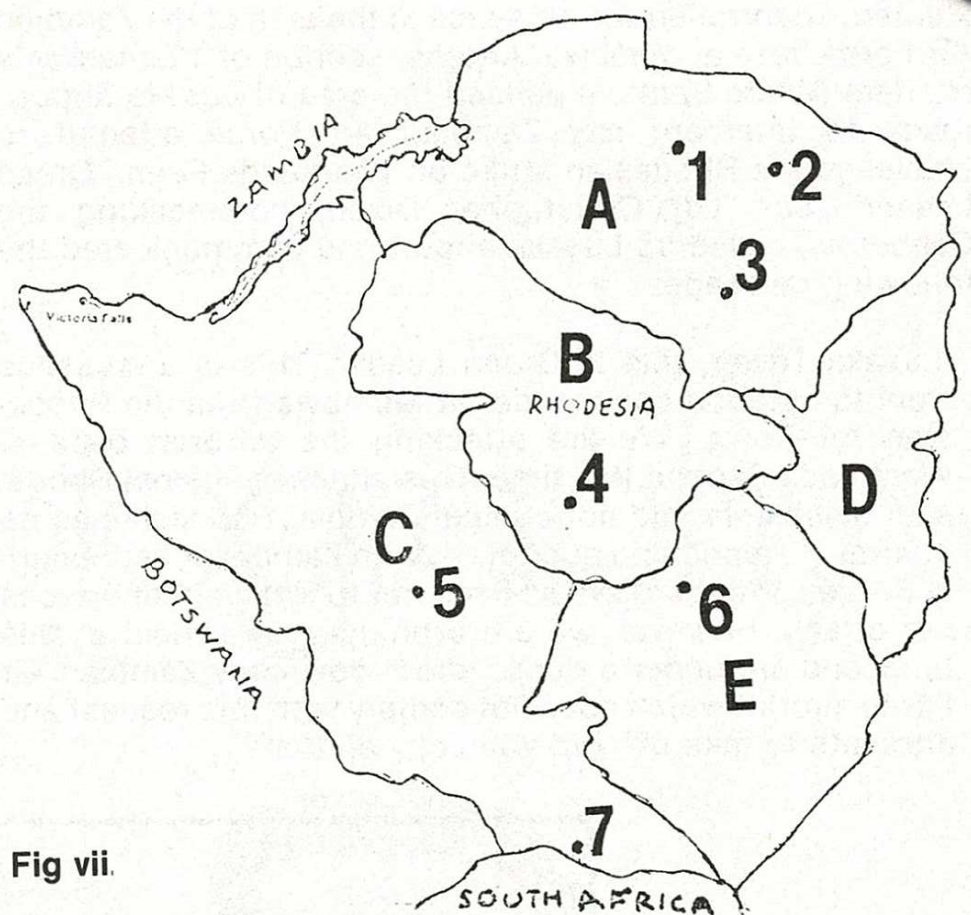 ZAMBIA
1
2
A
3
Victoria Falls
B
RHODESIA
4
D
C
5
BOTSWANA
6
E
7
Fig vii.
SOUTH AFRICA